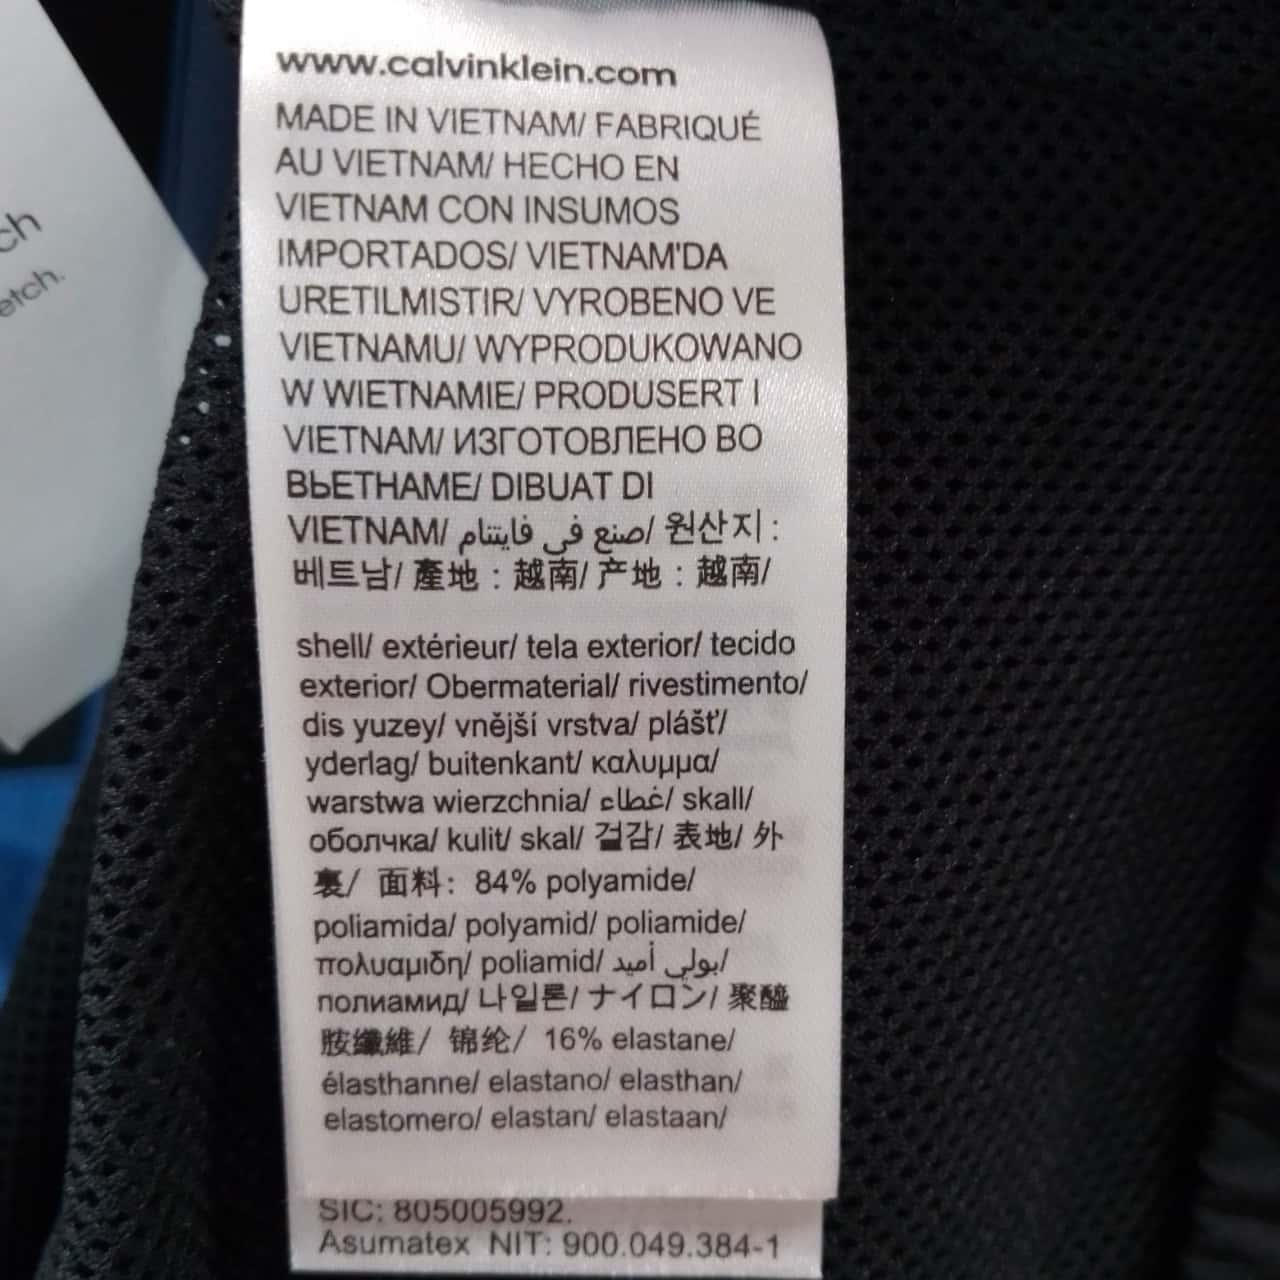 ch
etch.
www.calvinklein.com
MADE IN VIETNAM/ FABRIQUÉ
AU VIETNAM/ HECHO EN
VIETNAM CON INSUMOS
IMPORTADOS/ VIETNAM'DA
URETILMISTIR/ VYROBENO VE
VIETNAMU/ WYPRODUKOWANO
W WIETNAMIE/ PRODUSERT I
VIETNAM/ ИЗГОТОВЛЕНО ВО
ВЬЕТНАМЕ/ DIBUAT DI
VIETNAM/ صنع في فايتنام/ 원산지 :
베트남/ 產地 : 越南/ 产地 : 越南/
shell/ extérieur/ tela exterior/ tecido
exterior/ Obermaterial/ rivestimento/
dis yuzey/ vnější vrstva/ plášť/
yderlag/ buitenkant/ καλυμμα/
warstwa wierzchnia/ غطاء/ skall/
оболчка/ kulit/ skal/ 겉감/ 表地/ 外
裏/ 面料: 84% polyamide/
poliamida/ polyamid/ poliamide/
πολυαμιδη/ poliamid/ بولي أميد/
полиамид/ 나일론/ ナイロン/ 聚醯
胺纖維/ 锦纶/ 16% elastane/
élasthanne/ elastano/ elasthan/
elastomero/ elastan/ elastaan/
SIC: 805005992.
Asumatex NIT: 900.049.384-1